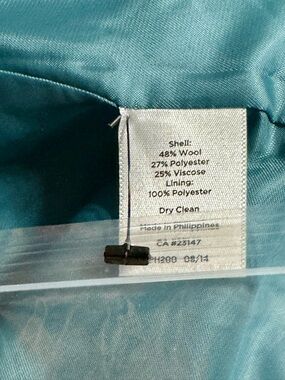 Shell:
48% Wool
27% Polyester
25% Viscose
Lining:
100% Polyester
Dry Clean
Made in Philippines
CA #23147
08/14